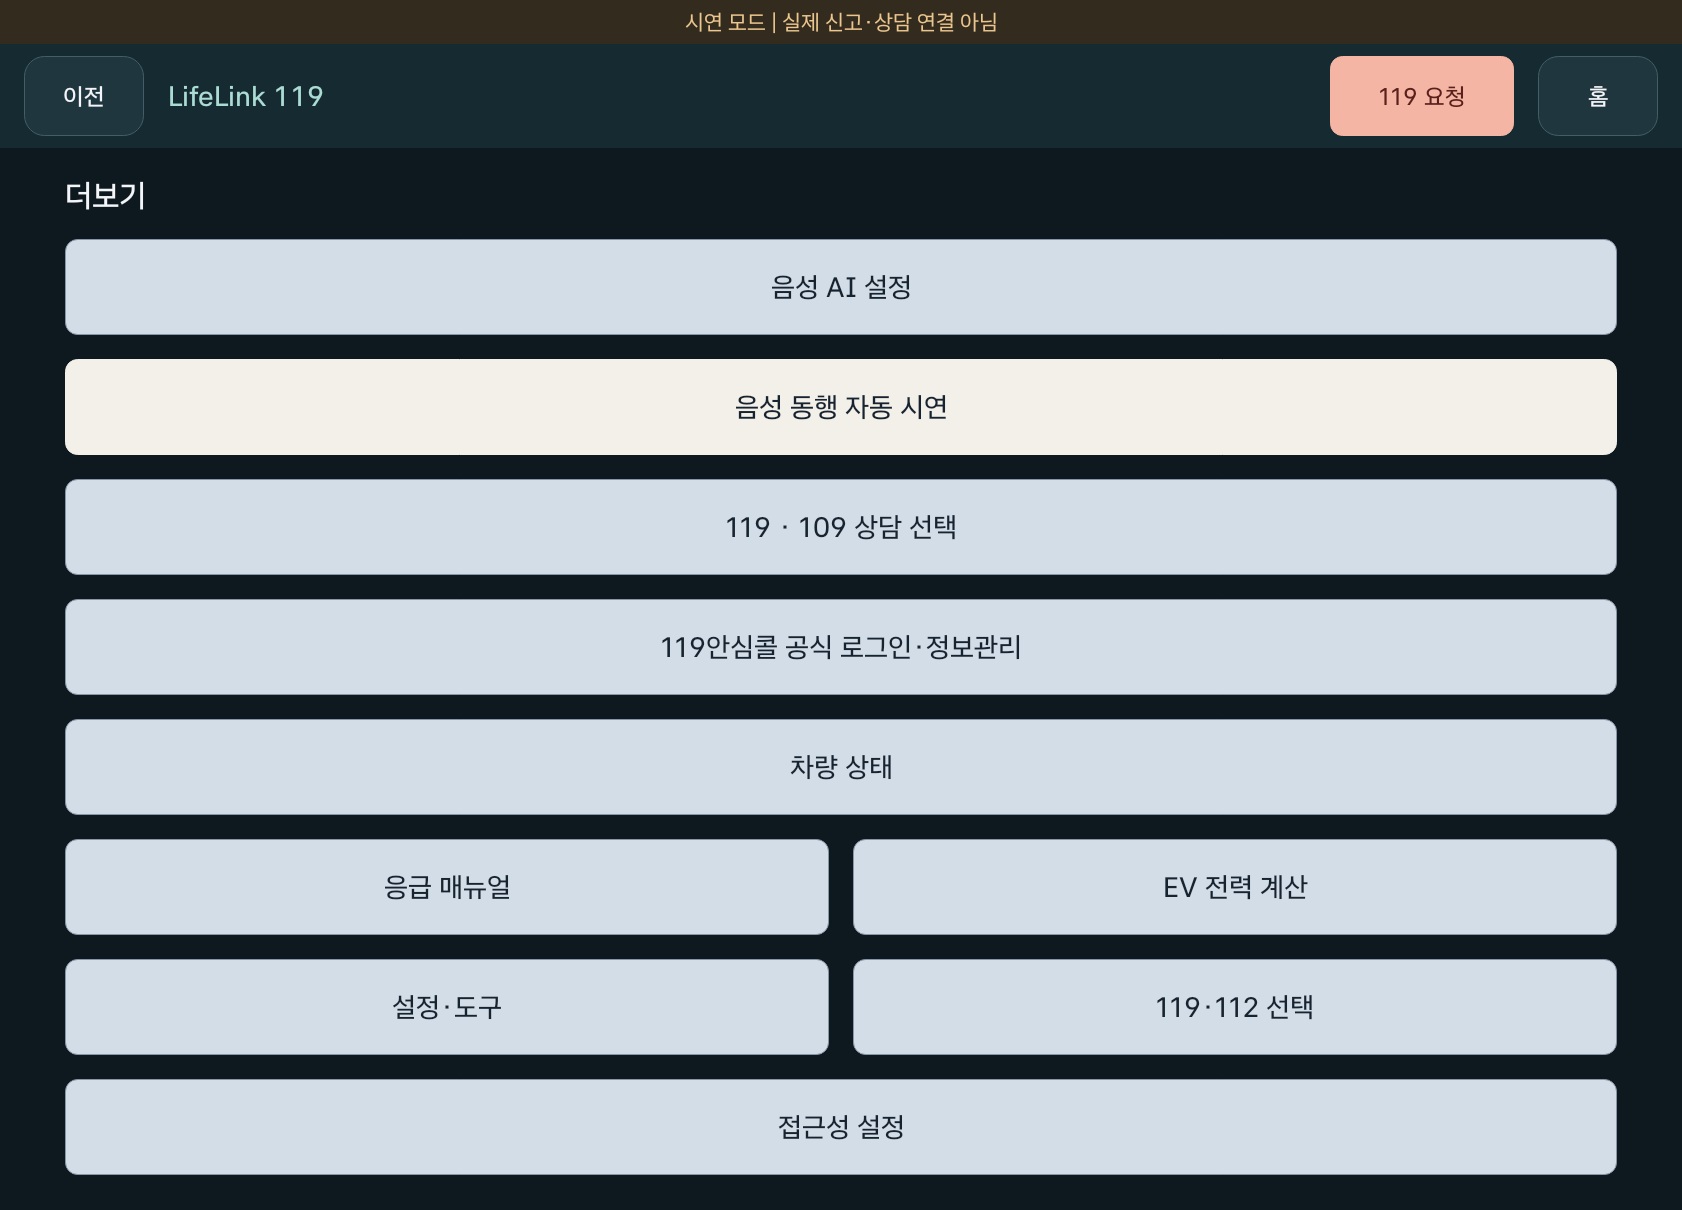 시연 모드 | 실제 신고·상담 연결 아님
이전
LifeLink 119
119 요청
홈
더보기
음성 AI 설정
음성 동행 자동 시연
119 · 109 상담 선택
119안심콜 공식 로그인·정보관리
차량 상태
응급 매뉴얼
EV 전력 계산
설정·도구
119·112 선택
접근성 설정